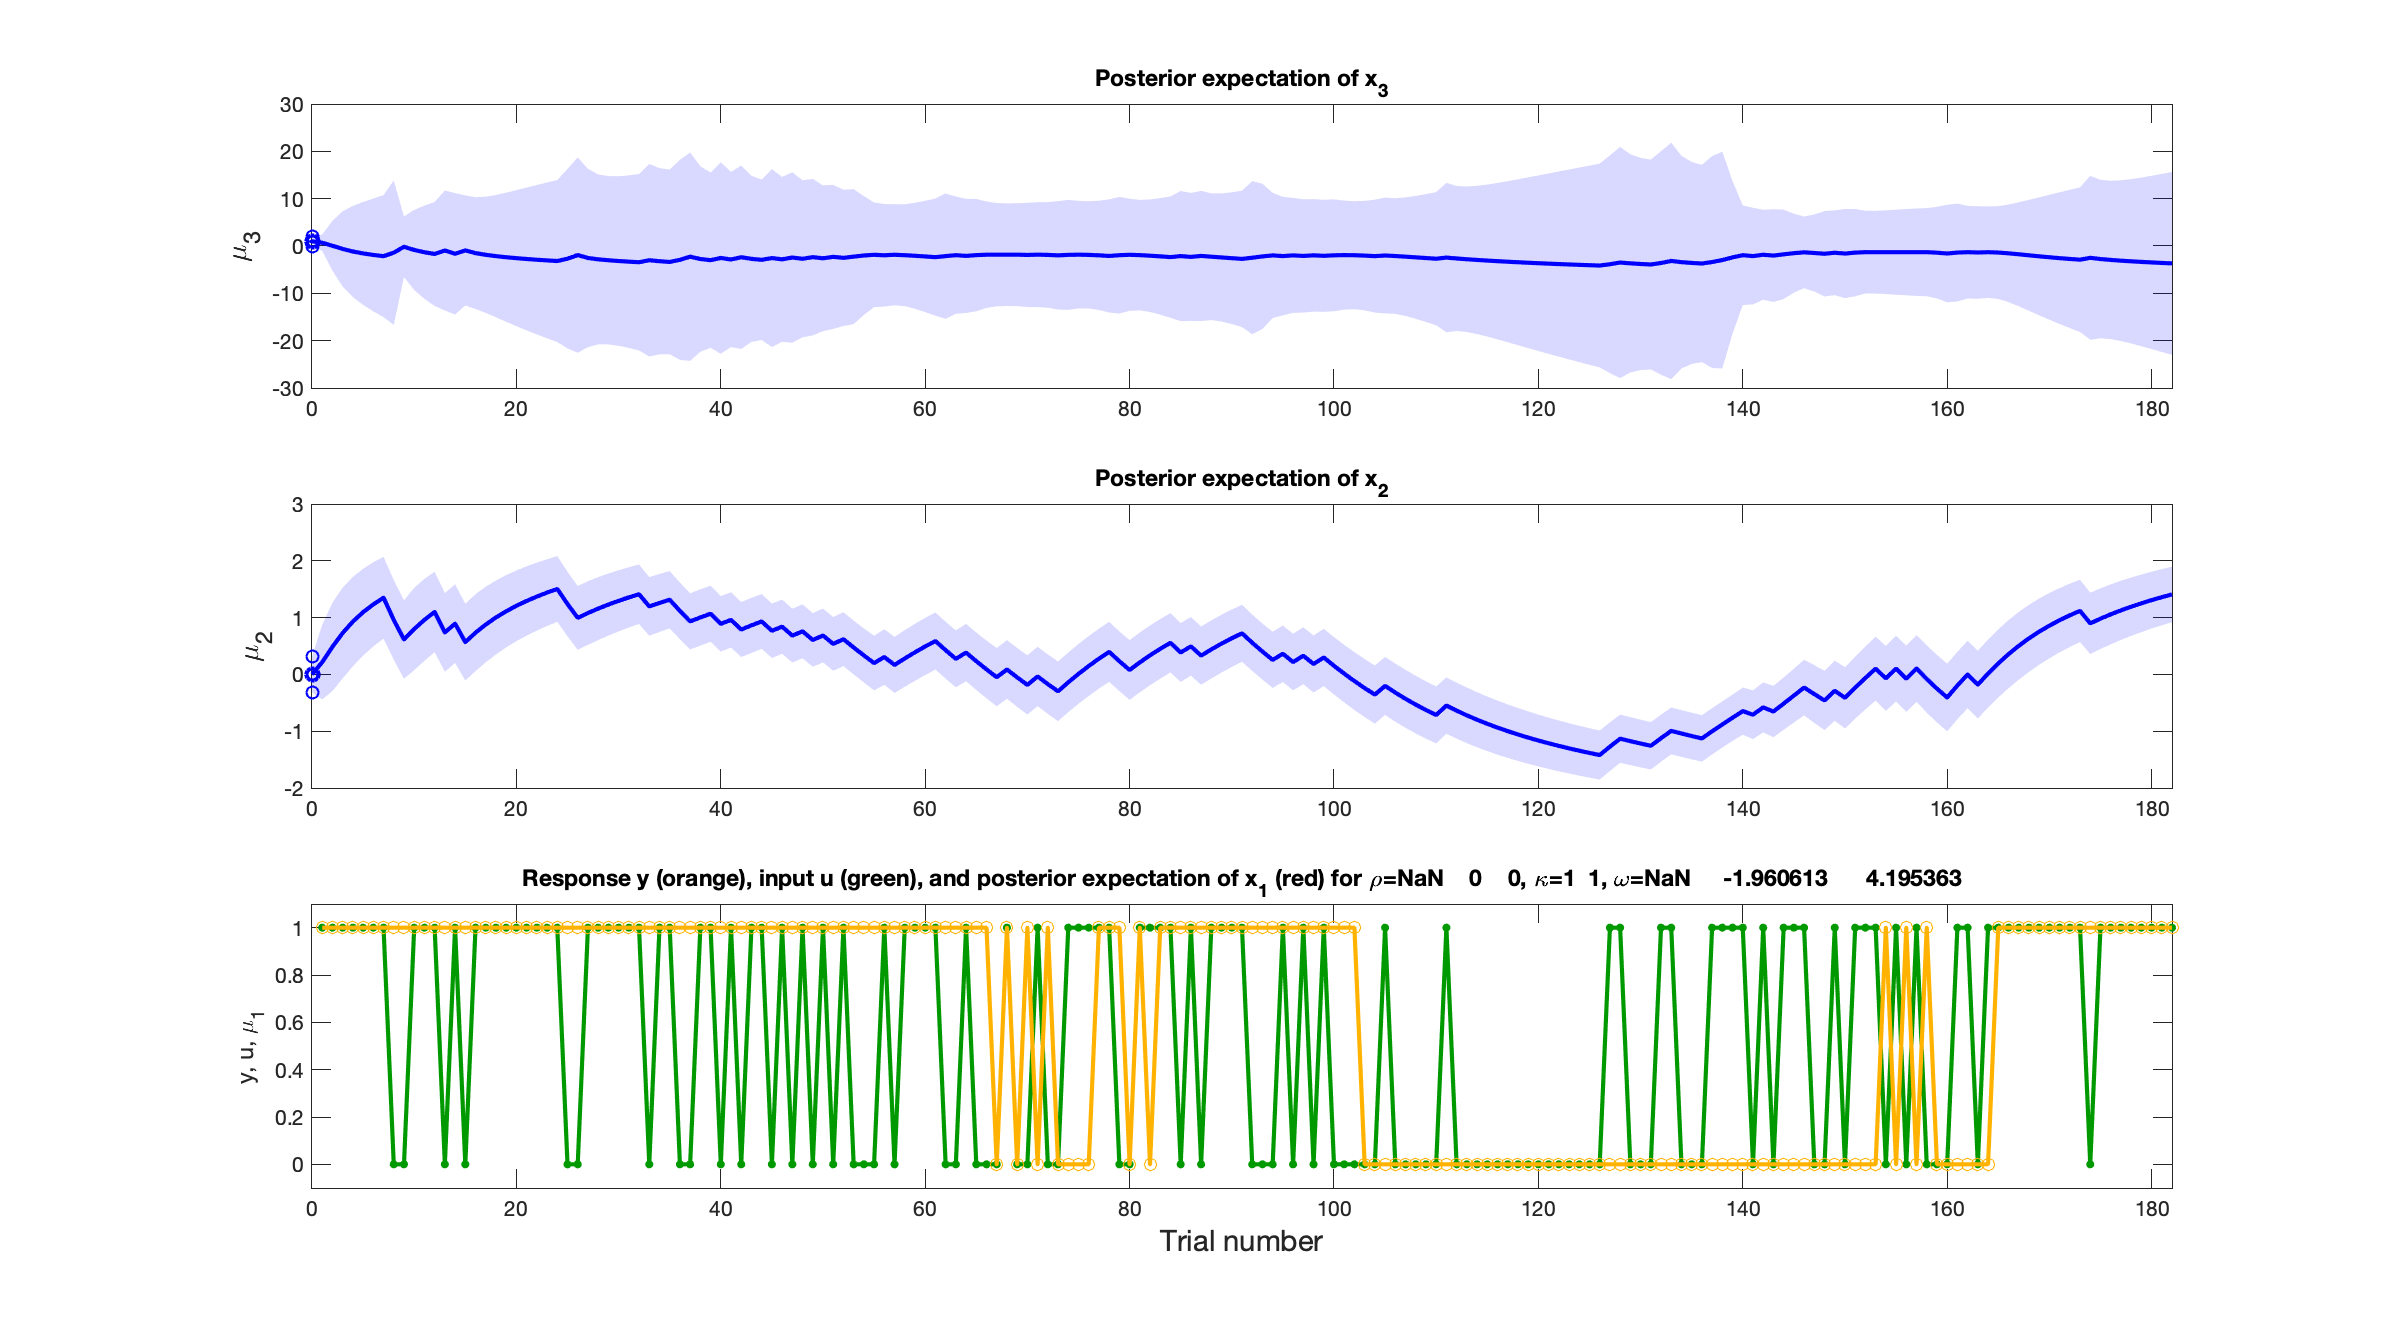 Posterior expectation of x3
30
20
10
0
-10
-20
-30
μ3
0 20 40 60 80 100 120 140 160 180
Posterior expectation of x2
3
2
1
0
-1
-2
μ2
0 20 40 60 80 100 120 140 160 180
Response y (orange), input u (green), and posterior expectation of x1 (red) for ρ=NaN 0 0, κ=1 1, ω=NaN -1.960613 4.195363
1
0.8
0.6
0.4
0.2
0
y, u, μ1
0 20 40 60 80 100 120 140 160 180
Trial number